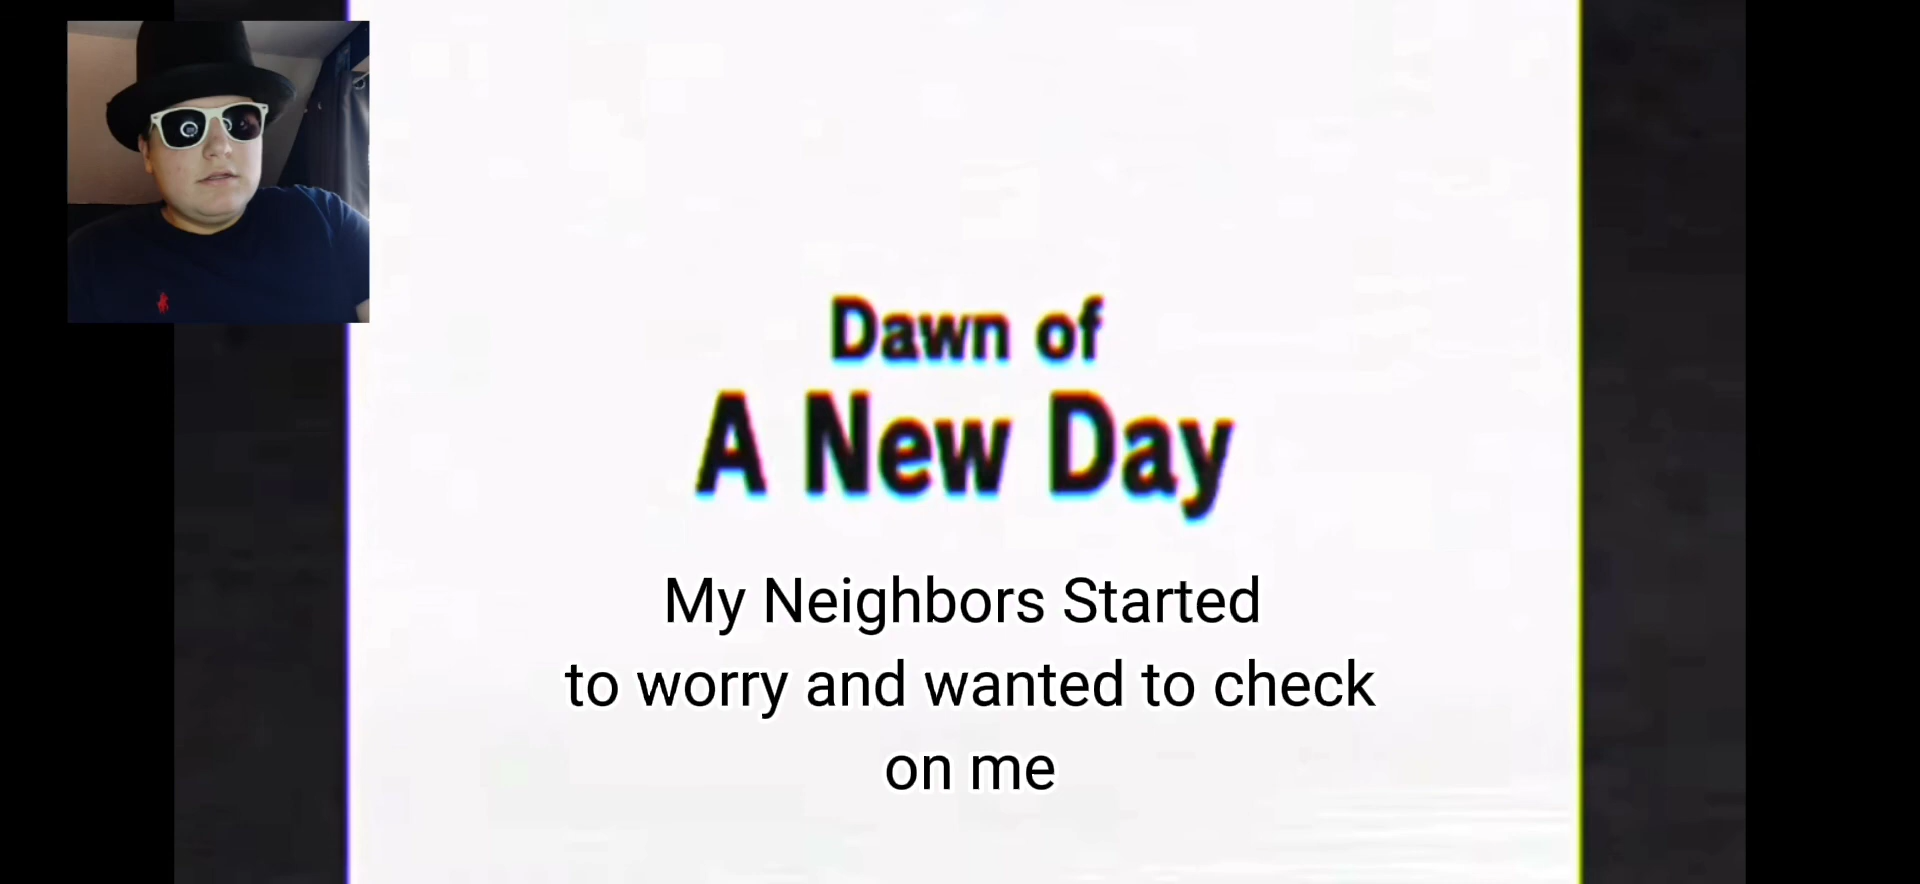 Dawn of
A New Day
My Neighbors Started
to worry and wanted to check
on me